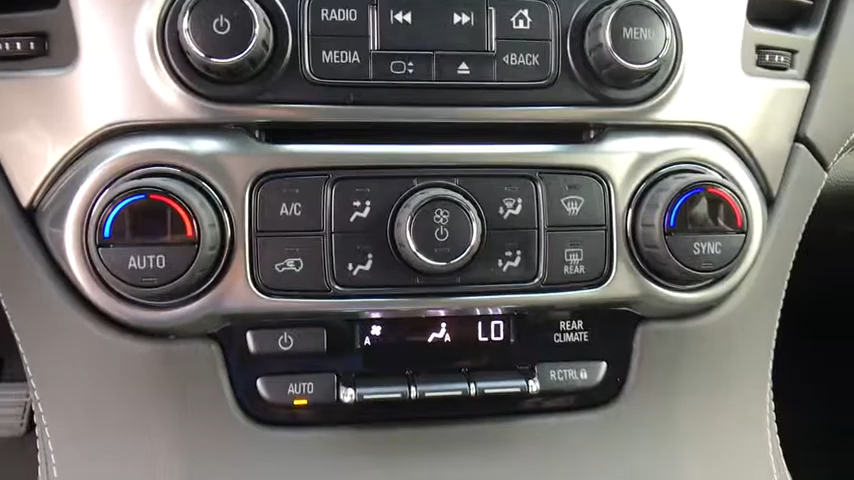 RADIO
MENU
MEDIA
BACK
A/C
AUTO
SYNC
REAR
A
A
LO
REAR
CLIMATE
AUTO
R CTRL